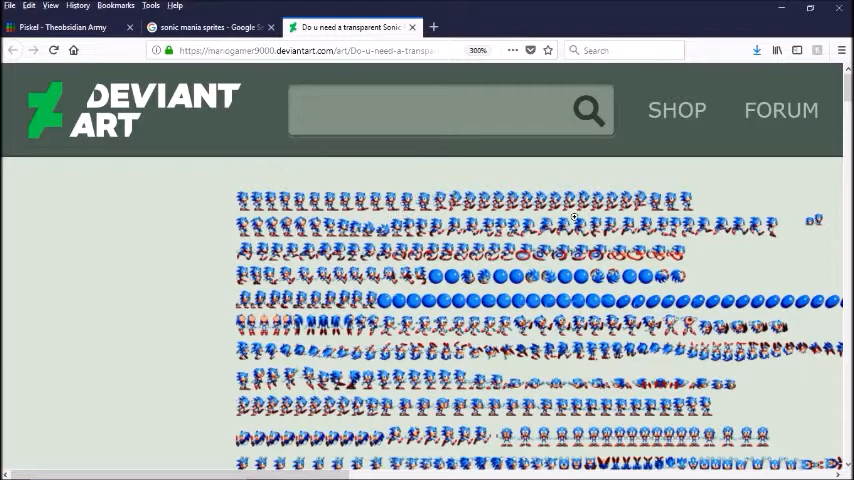 File Edit View History Bookmarks Tools Help
Piskel - Theobsidian Army
sonic mania sprites - Google Se
Do u need a transparent Sonic
https://mariogamer9000.deviantart.com/art/Do-u-need-a-transpa
300%
Search
DEVIANT
ART
SHOP
FORUM